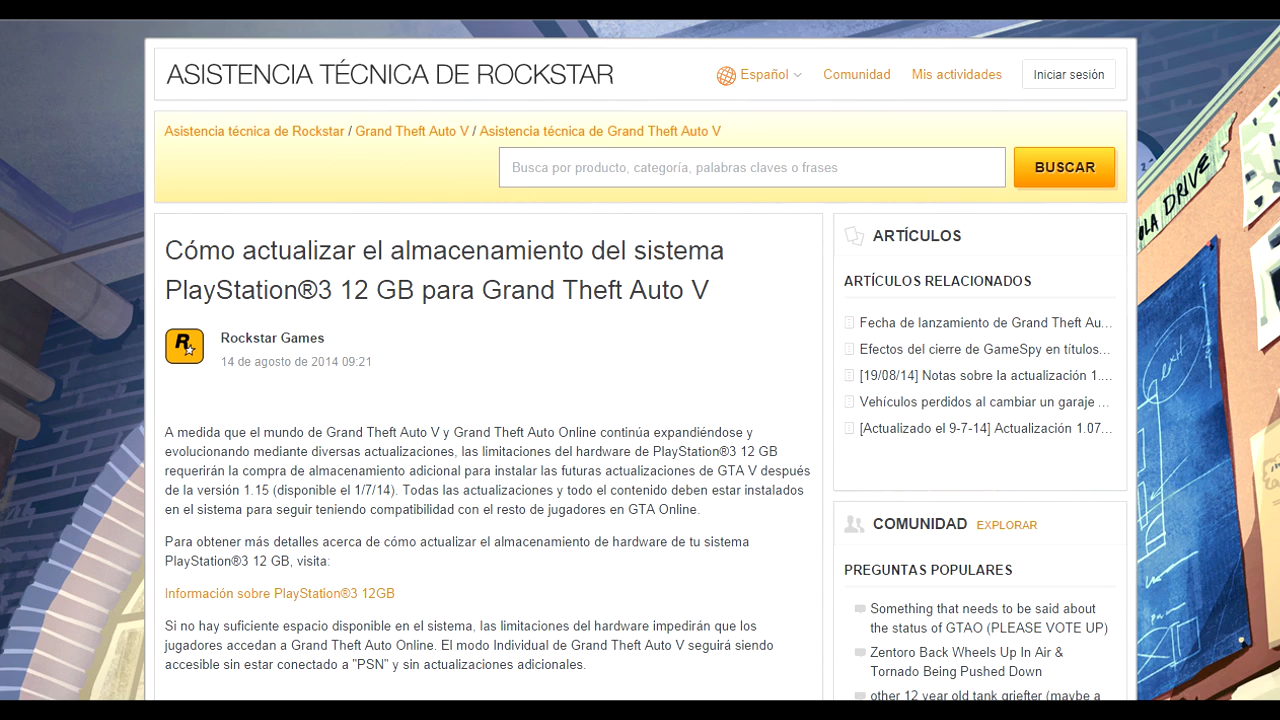 ASISTENCIA TÉCNICA DE ROCKSTAR
Español
Comunidad
Mis actividades
Iniciar sesión
Asistencia técnica de Rockstar / Grand Theft Auto V / Asistencia técnica de Grand Theft Auto V
Busca por producto, categoría, palabras claves o frases
BUSCAR
Cómo actualizar el almacenamiento del sistema
PlayStation®3 12 GB para Grand Theft Auto V
R
Rockstar Games
14 de agosto de 2014 09:21
A medida que el mundo de Grand Theft Auto V y Grand Theft Auto Online continúa expandiéndose y
evolucionando mediante diversas actualizaciones, las limitaciones del hardware de PlayStation®3 12 GB
requerirán la compra de almacenamiento adicional para instalar las futuras actualizaciones de GTA V después
de la versión 1.15 (disponible el 1/7/14). Todas las actualizaciones y todo el contenido deben estar instalados
en el sistema para seguir teniendo compatibilidad con el resto de jugadores en GTA Online.
Para obtener más detalles acerca de cómo actualizar el almacenamiento de hardware de tu sistema
PlayStation®3 12 GB, visita:
Información sobre PlayStation®3 12GB
Si no hay suficiente espacio disponible en el sistema, las limitaciones del hardware impedirán que los
jugadores accedan a Grand Theft Auto Online. El modo Individual de Grand Theft Auto V seguirá siendo
accesible sin estar conectado a "PSN" y sin actualizaciones adicionales.
ARTÍCULOS
ARTÍCULOS RELACIONADOS
Fecha de lanzamiento de Grand Theft Au...
Efectos del cierre de GameSpy en títulos...
[19/08/14] Notas sobre la actualización 1....
Vehículos perdidos al cambiar un garaje ...
[Actualizado el 9-7-14] Actualización 1.07...
COMUNIDAD EXPLORAR
PREGUNTAS POPULARES
Something that needs to be said about
the status of GTAO (PLEASE VOTE UP)
Zentoro Back Wheels Up In Air &
Tornado Being Pushed Down
other 12 year old tank griefter (maybe a
DRIVE